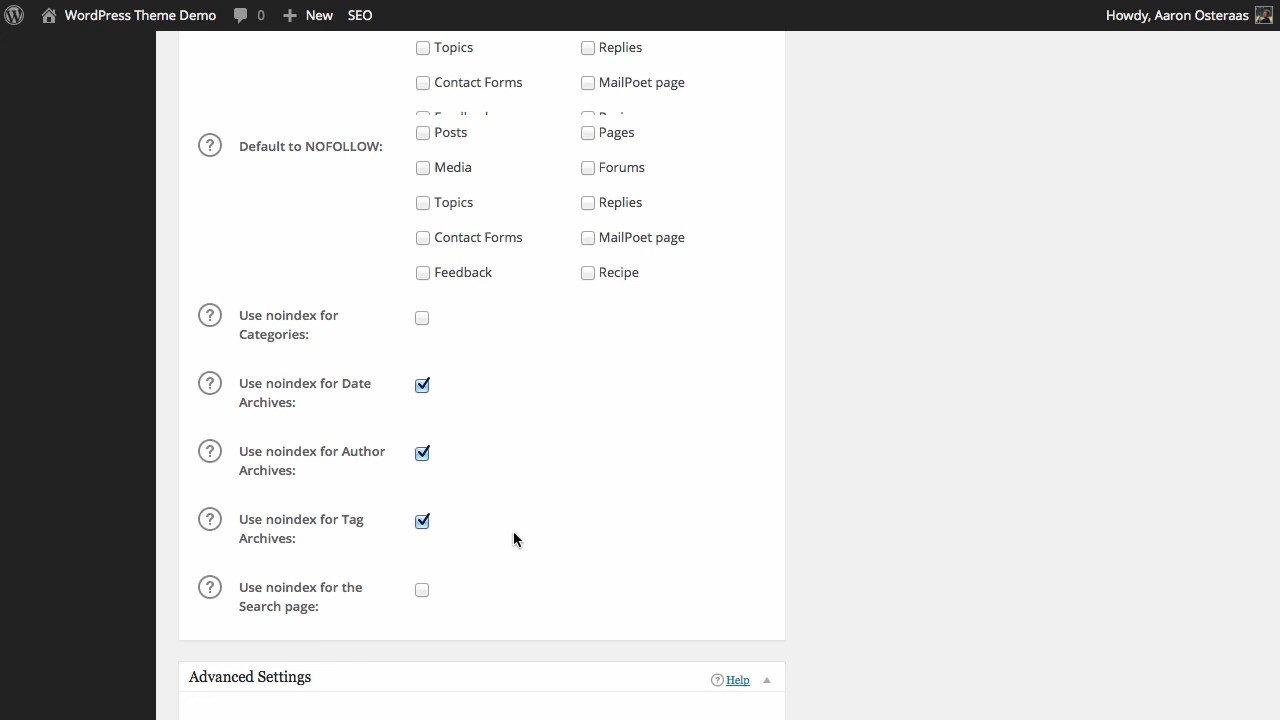 WordPress Theme Demo 0 New SEO Howdy, Aaron Osteraas
Topics Replies
Contact Forms MailPoet page
? Default to NOFOLLOW: Posts Pages
Media Forums
Topics Replies
Contact Forms MailPoet page
Feedback Recipe
? Use noindex for
Categories:
? Use noindex for Date
Archives:
? Use noindex for Author
Archives:
? Use noindex for Tag
Archives:
? Use noindex for the
Search page:
Advanced Settings ? Help